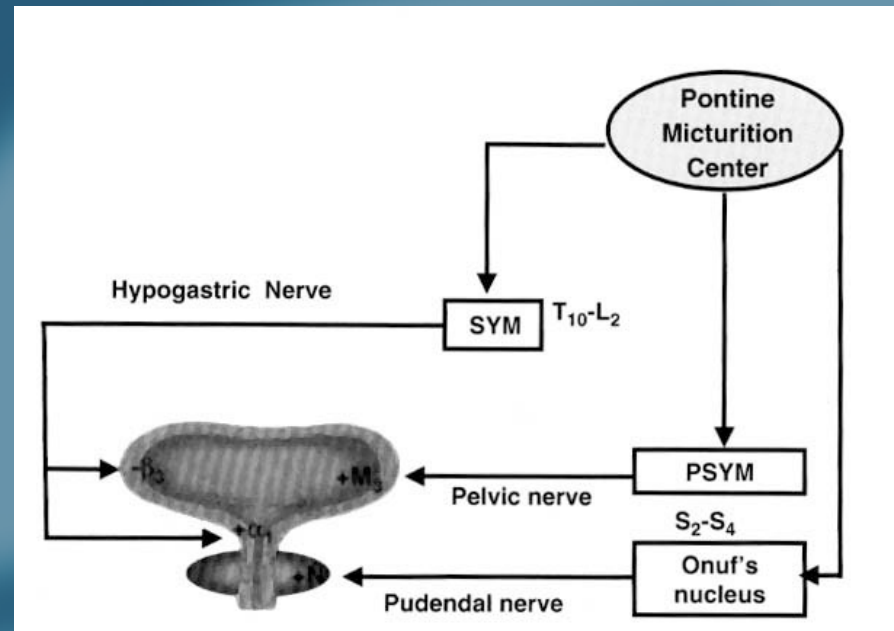 Pontine
Micturition
Center
Hypogastric Nerve
SYM
T₁₀-L₂
-β₃
+M₃
PSYM
Pelvic nerve
S₂-S₄
+α₁
+N
Onuf's
nucleus
Pudendal nerve